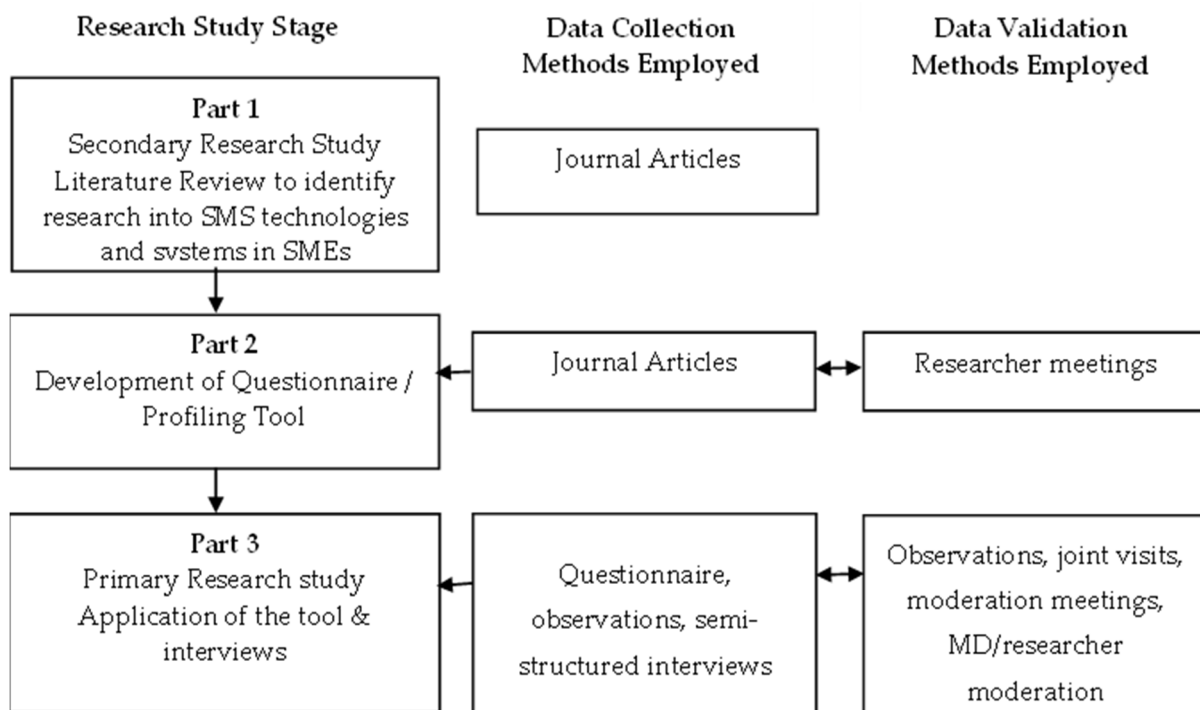 Research Study Stage
Data Collection
Methods Employed
Data Validation
Methods Employed
Part 1
Secondary Research Study
Literature Review to identify
research into SMS technologies
and systems in SMEs
Journal Articles
Part 2
Development of Questionnaire /
Profiling Tool
Journal Articles
Researcher meetings
Part 3
Primary Research study
Application of the tool &
interviews
Questionnaire,
observations, semi-
structured interviews
Observations, joint visits,
moderation meetings,
MD/researcher
moderation